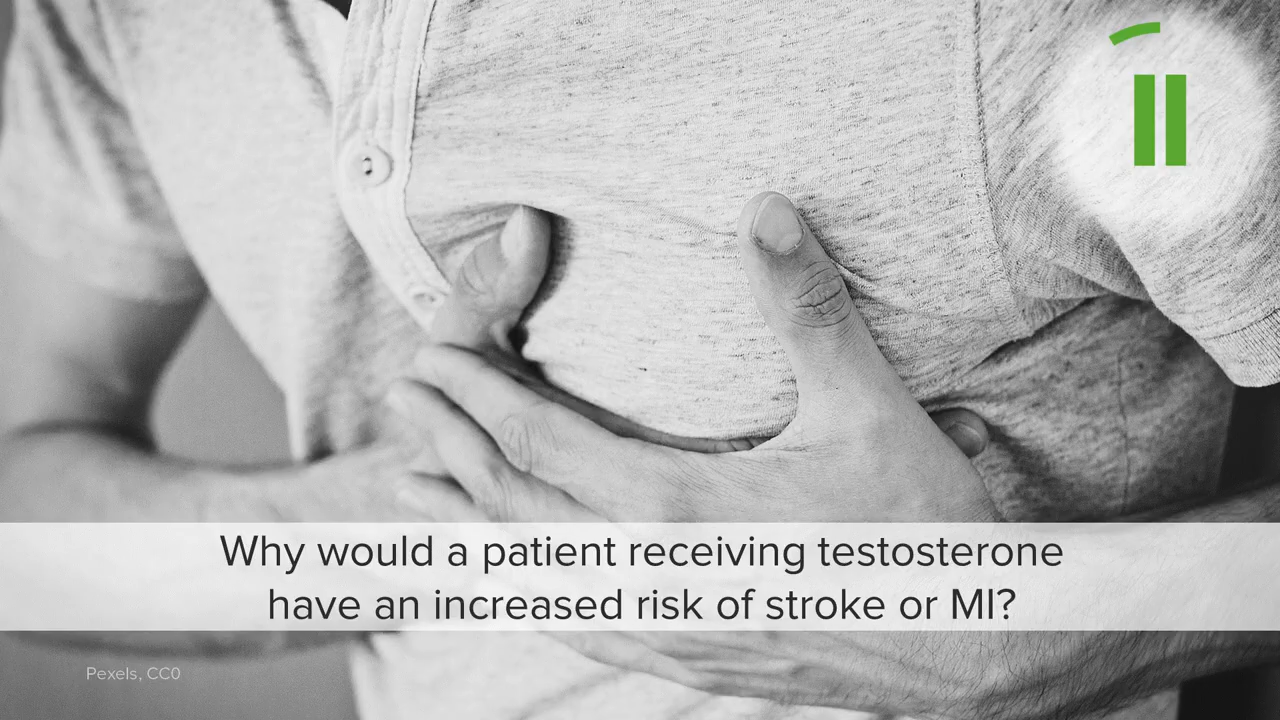 Why would a patient receiving testosterone
have an increased risk of stroke or MI?
Pexels, CC0